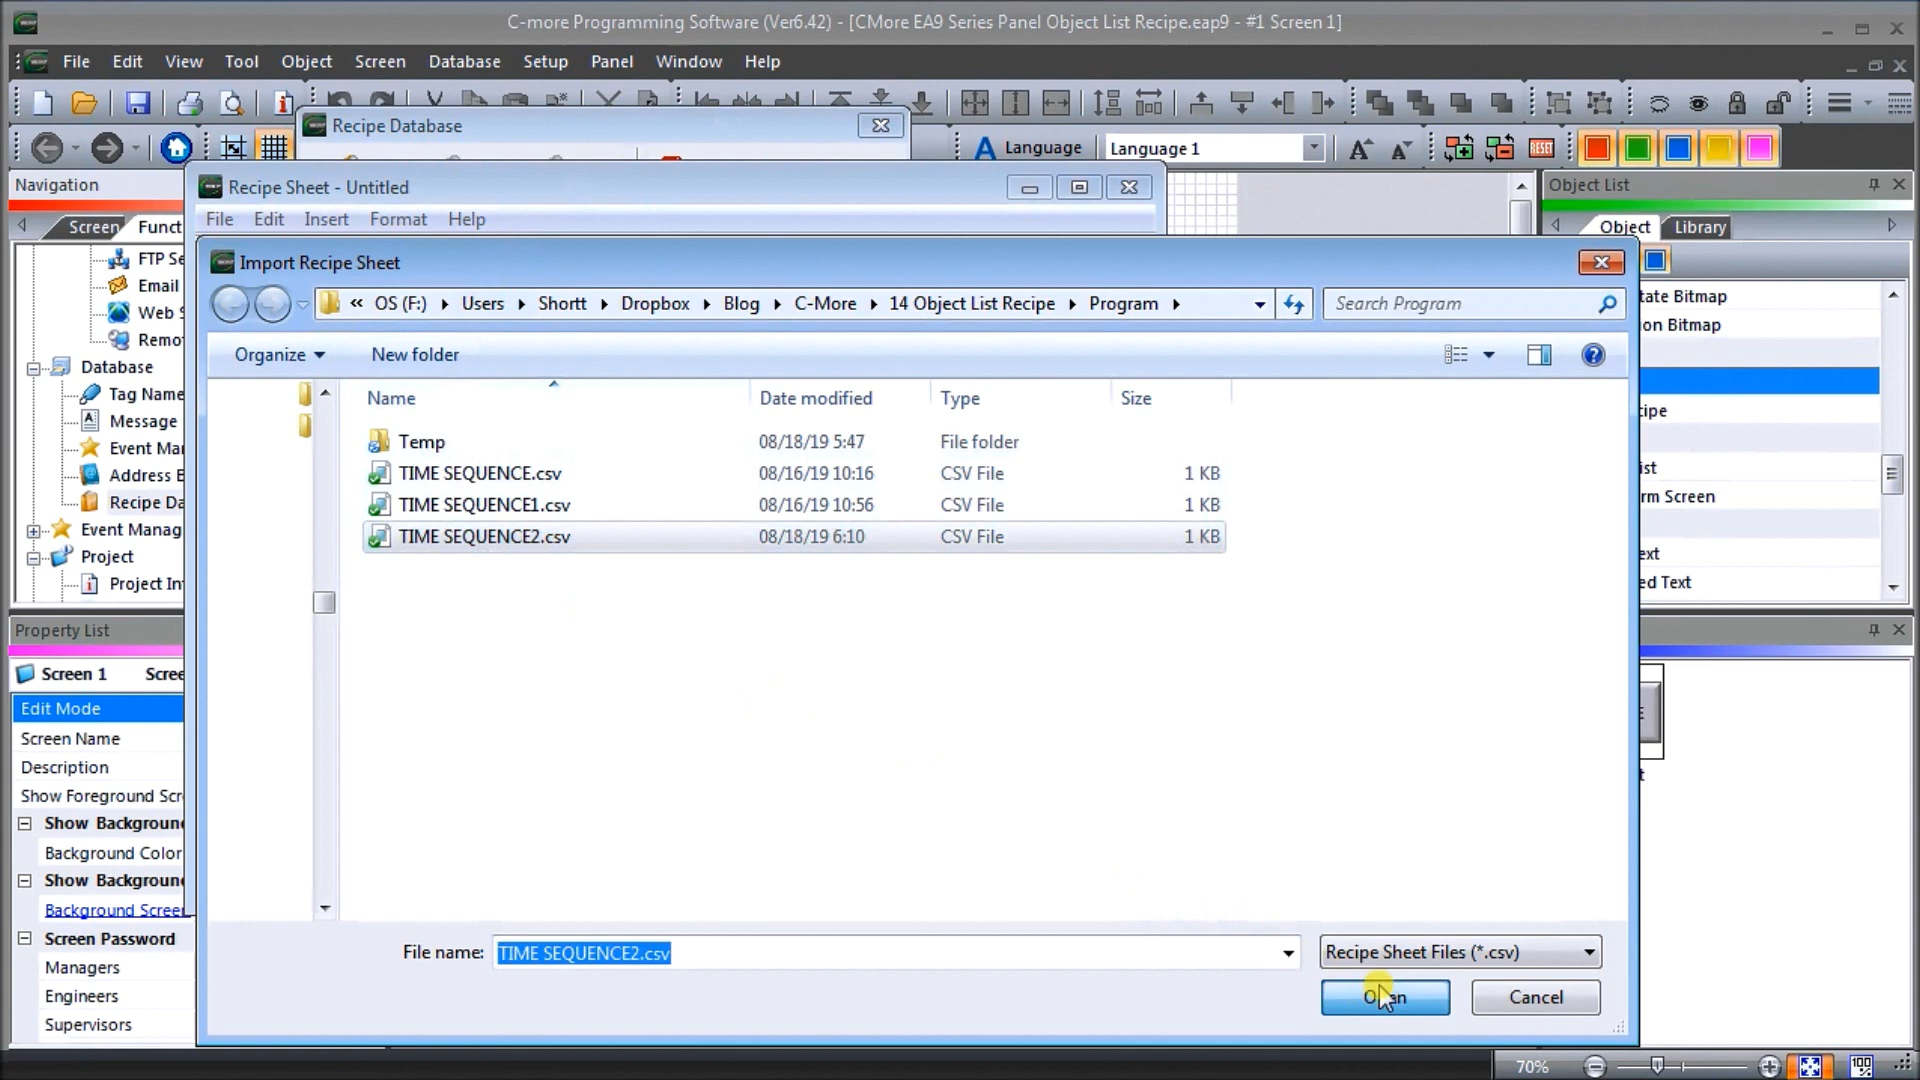 C-more Programming Software (Ver6.42) - [CMore EA9 Series Panel Object List Recipe.eap9 - #1 Screen 1]
File Edit View Tool Object Screen Database Setup Panel Window Help
Recipe Database
Language Language 1 RESET
Navigation
Recipe Sheet - Untitled
Object List
Screen Funct
File Edit Insert Format Help
Object Library
Import Recipe Sheet
FTP Se
Email
Web S
Remo
Database
Tag Name
Message
Event Ma
Address E
Recipe Da
Event Manag
Project
Project In
« OS (F:) Users Shortt Dropbox Blog C-More 14 Object List Recipe Program
Search Program
Organize New folder
Name Date modified Type Size
Temp 08/18/19 5:47 File folder
TIME SEQUENCE.csv 08/16/19 10:16 CSV File 1 KB
TIME SEQUENCE1.csv 08/16/19 10:56 CSV File 1 KB
TIME SEQUENCE2.csv 08/18/19 6:10 CSV File 1 KB
tate Bitmap
on Bitmap
ipe
ist
rm Screen
ext
ed Text
Property List
Screen 1 Scree
Edit Mode
Screen Name
Description
Show Foreground Scr
Show Background
Background Color
Show Background
Background Screen
Screen Password
Managers
Engineers
Supervisors
File name: TIME SEQUENCE2.csv Recipe Sheet Files (*.csv)
Open Cancel
70%